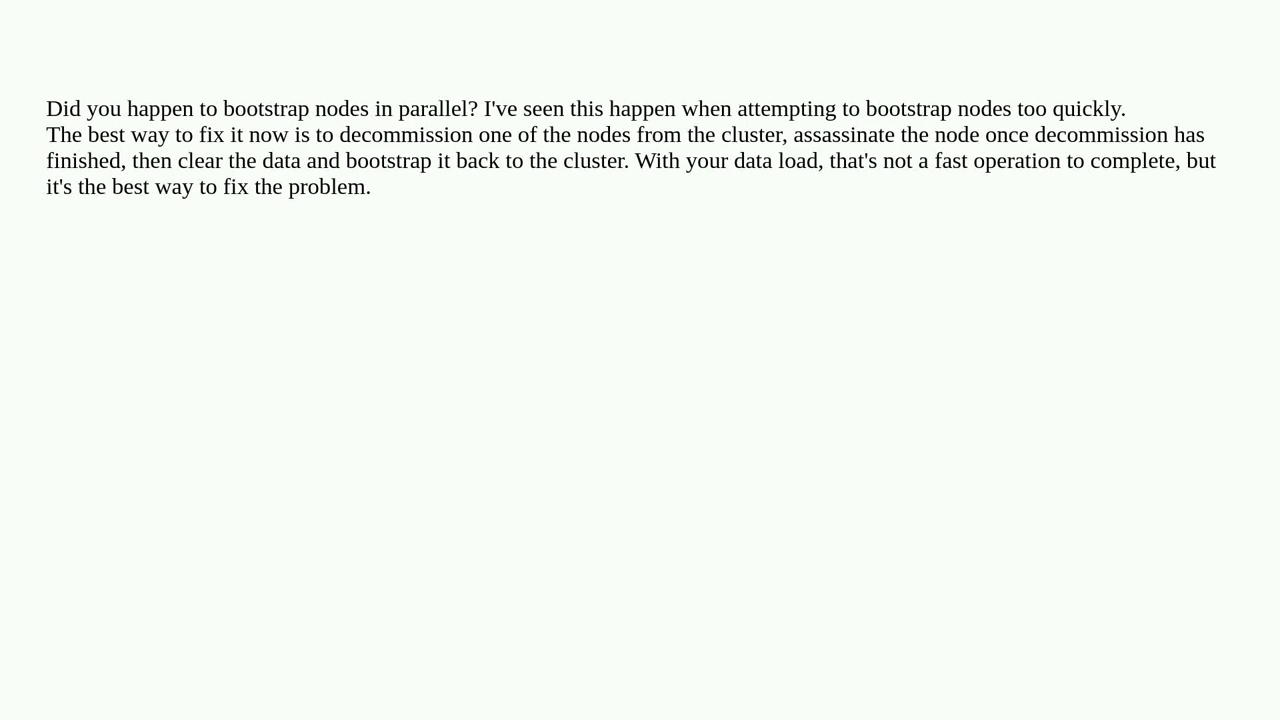 Did you happen to bootstrap nodes in parallel? I've seen this happen when attempting to bootstrap nodes too quickly.
The best way to fix it now is to decommission one of the nodes from the cluster, assassinate the node once decommission has
finished, then clear the data and bootstrap it back to the cluster. With your data load, that's not a fast operation to complete, but
it's the best way to fix the problem.